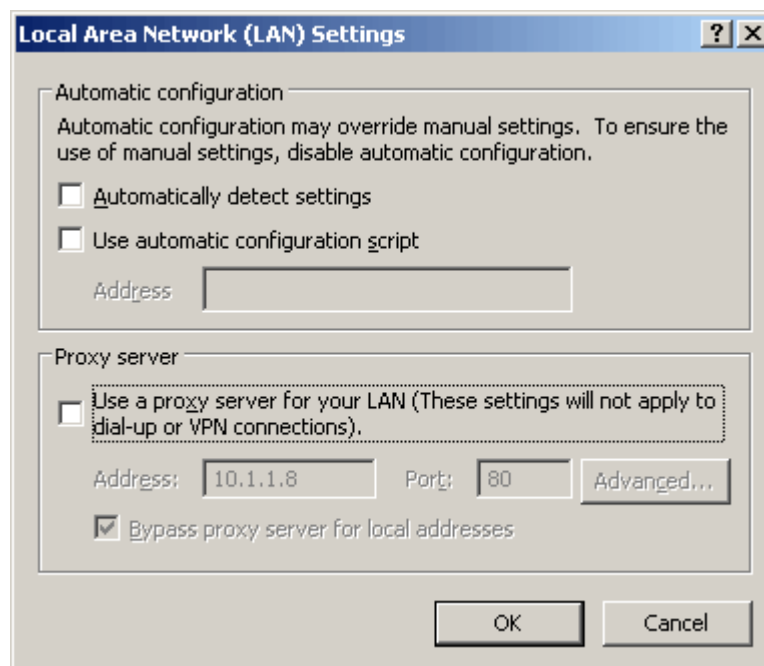 Local Area Network (LAN) Settings
Automatic configuration
Automatic configuration may override manual settings. To ensure the
use of manual settings, disable automatic configuration.
Automatically detect settings
Use automatic configuration script
Address
Proxy server
Use a proxy server for your LAN (These settings will not apply to
dial-up or VPN connections).
Address: 10.1.1.8 Port: 80 Advanced...
Bypass proxy server for local addresses
OK Cancel